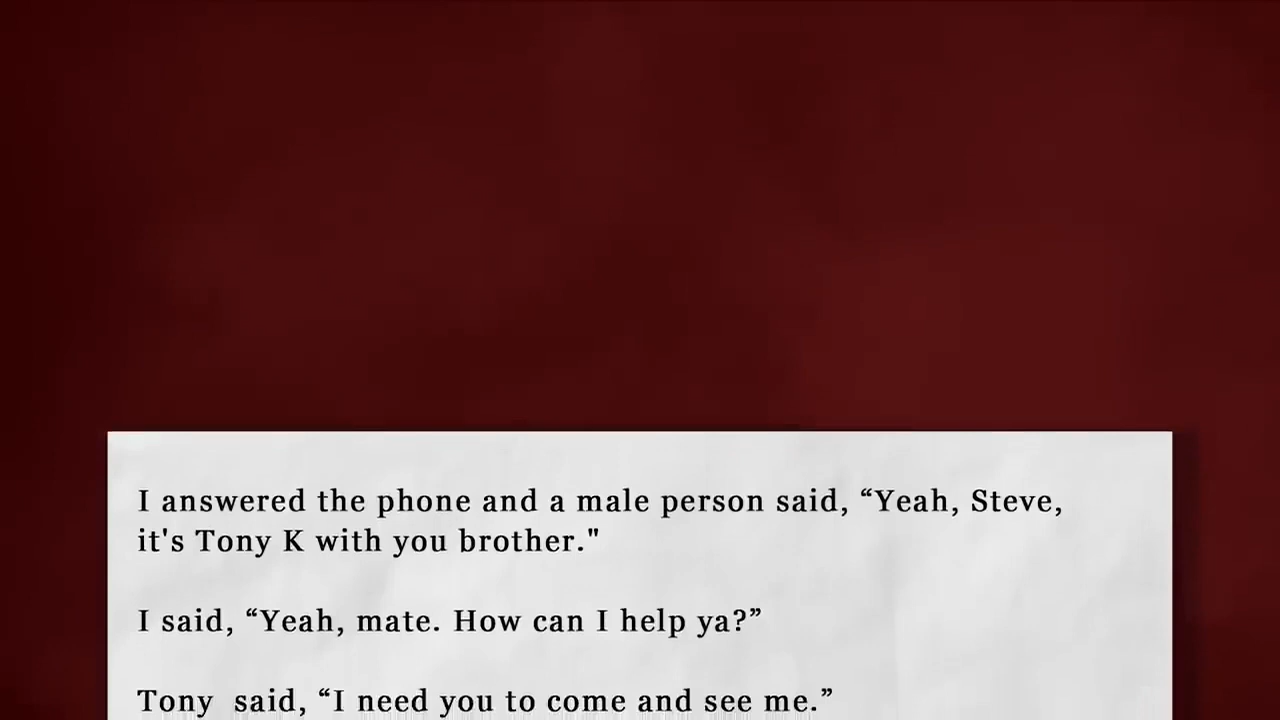 I answered the phone and a male person said, “Yeah, Steve,
it's Tony K with you brother."
I said, “Yeah, mate. How can I help ya?”
Tony  said, “I need you to come and see me.”